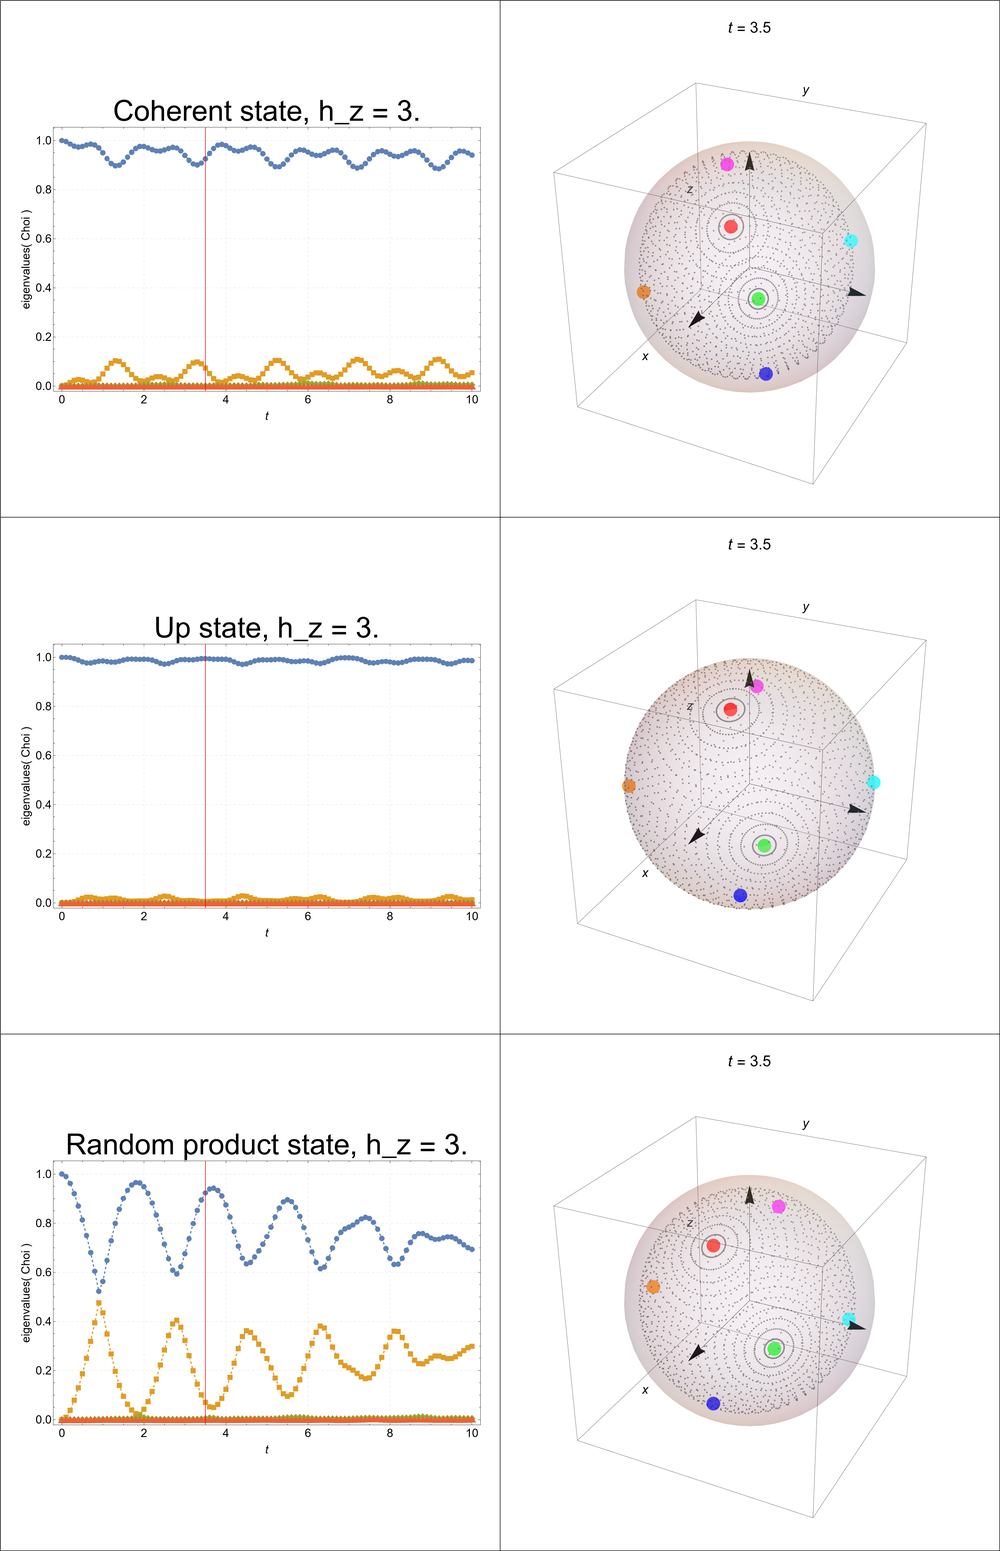 Coherent state, h_z = 3.
1.0
0.8
0.6
0.4
0.2
0.0
eigenvalues( Choi )
0 2 4 6 8 10
t
t = 3.5
y
z
x
Up state, h_z = 3.
1.0
0.8
0.6
0.4
0.2
0.0
eigenvalues( Choi )
0 2 4 6 8 10
t
t = 3.5
y
z
x
Random product state, h_z = 3.
1.0
0.8
0.6
0.4
0.2
0.0
eigenvalues( Choi )
0 2 4 6 8 10
t
t = 3.5
y
z
x